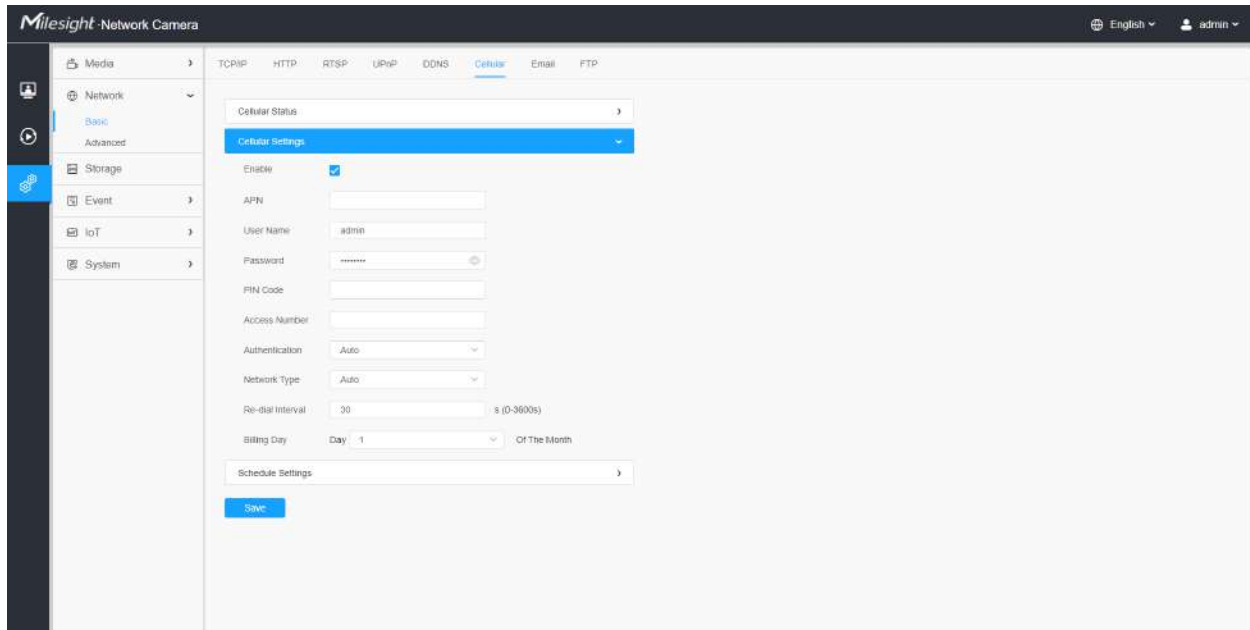 Milesight -Network Camera
English
admin
Media
TCP/IP HTTP RTSP UPnP DDNS Cellular Email FTP
Network
Basic
Advanced
Storage
Event
IoT
System
Cellular Status
Cellular Settings
Enable
APN
User Name admin
Password ••••••••
PIN Code
Access Number
Authentication Auto
Network Type Auto
Re-dial Interval 30 s (0-3600s)
Billing Day Day 1 Of The Month
Schedule Settings
Save